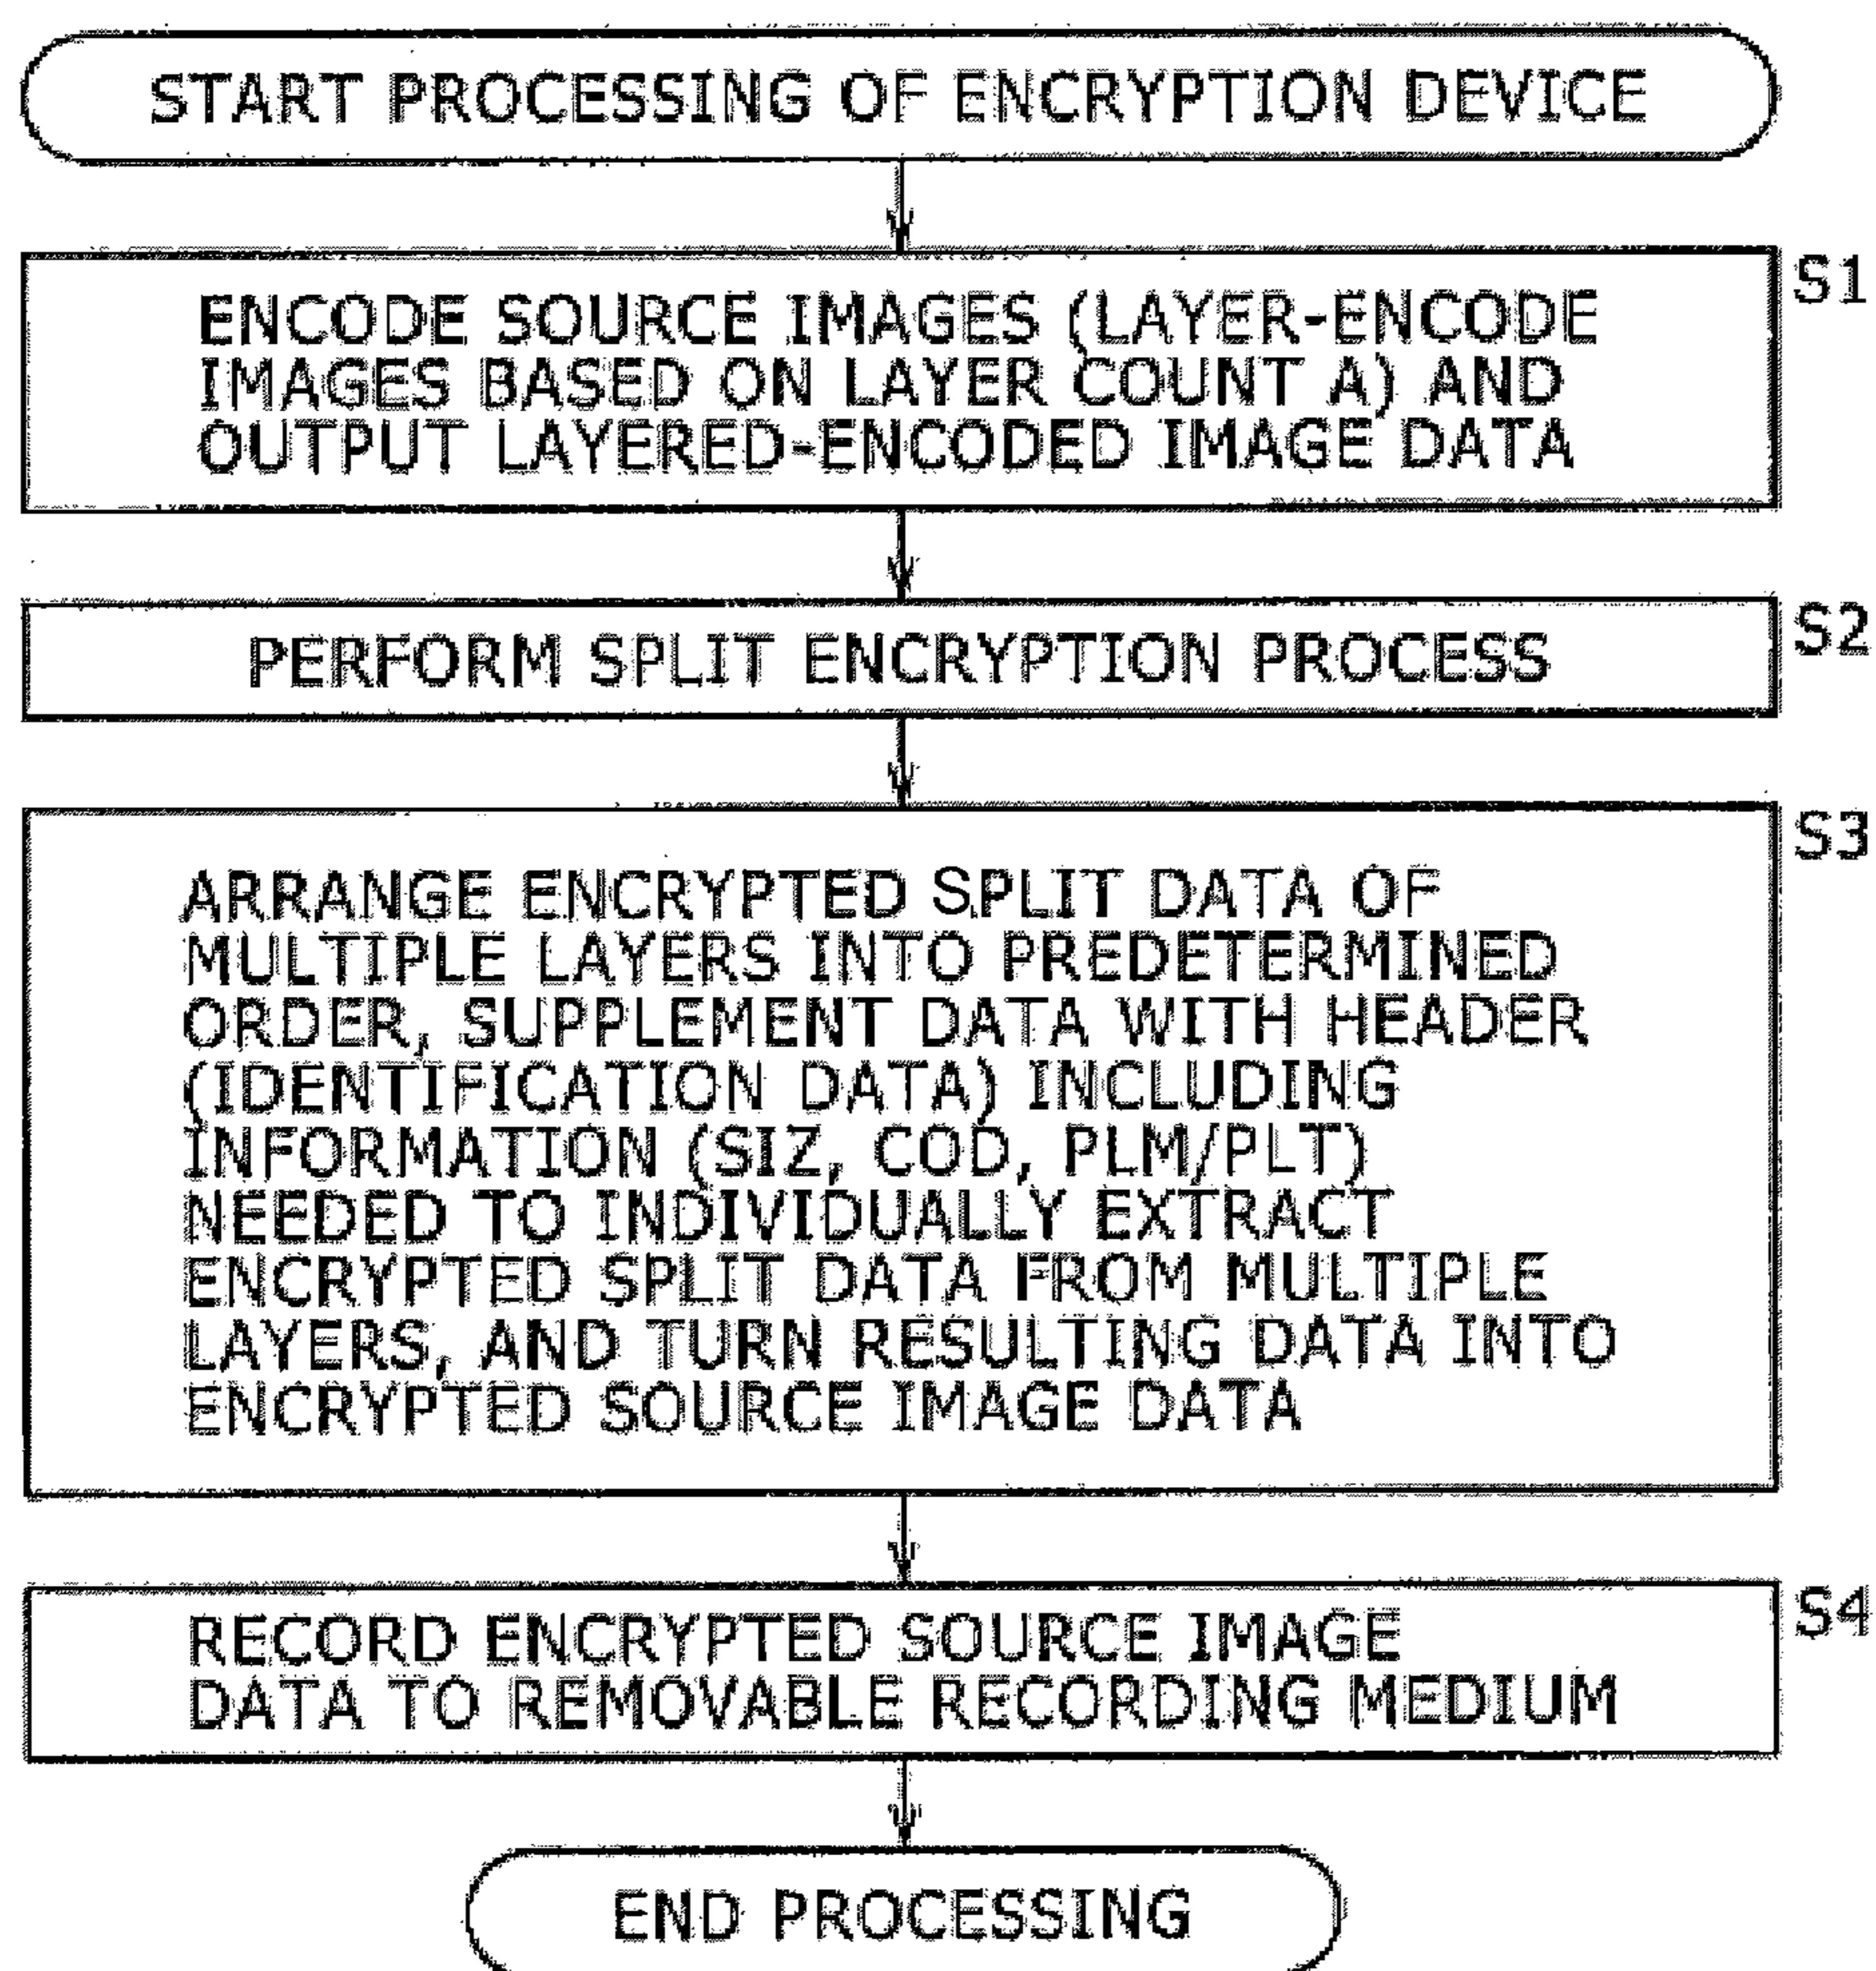 START PROCESSING OF ENCRYPTION DEVICE
S1
ENCODE SOURCE IMAGES (LAYER-ENCODE
IMAGES BASED ON LAYER COUNT A) AND
OUTPUT LAYERED-ENCODED IMAGE DATA
S2
PERFORM SPLIT ENCRYPTION PROCESS
S3
ARRANGE ENCRYPTED SPLIT DATA OF
MULTIPLE LAYERS INTO PREDETERMINED
ORDER, SUPPLEMENT DATA WITH HEADER
(IDENTIFICATION DATA) INCLUDING
INFORMATION (SIZ, COD, PLM/PLT)
NEEDED TO INDIVIDUALLY EXTRACT
ENCRYPTED SPLIT DATA FROM MULTIPLE
LAYERS, AND TURN RESULTING DATA INTO
ENCRYPTED SOURCE IMAGE DATA
S4
RECORD ENCRYPTED SOURCE IMAGE
DATA TO REMOVABLE RECORDING MEDIUM
END PROCESSING